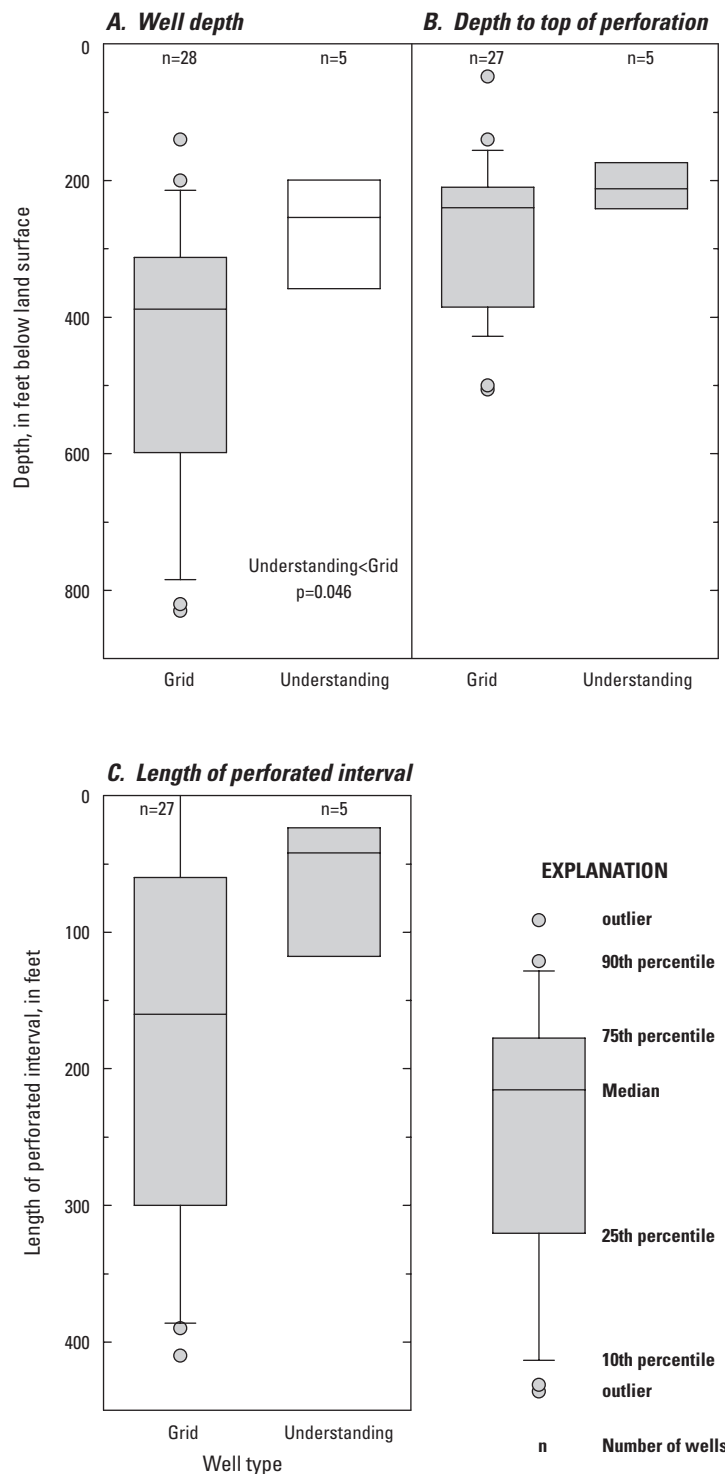 A. Well depth
B. Depth to top of perforation
n=28
n=5
n=27
n=5
0
200
400
600
800
Depth, in feet below land surface
Understanding<Grid
p=0.046
Grid
Understanding
Grid
Understanding
C. Length of perforated interval
n=27
n=5
0
100
200
300
400
Length of perforated interval, in feet
Grid
Understanding
Well type
EXPLANATION
outlier
90th percentile
75th percentile
Median
25th percentile
10th percentile
outlier
n Number of wells